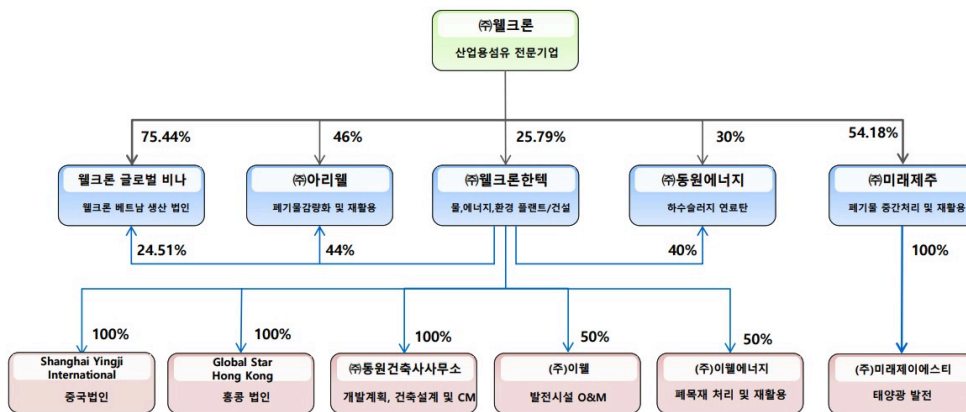 ㈜웰크론
산업용섬유 전문기업
75.44%
46%
25.79%
30%
54.18%
웰크론 글로벌 비나
웰크론 베트남 생산 법인
㈜아리웰
폐기물감량화 및 재활용
㈜웰크론한텍
물,에너지,환경 플랜트/건설
㈜동원에너지
하수슬러지 연료탄
㈜미래제주
폐기물 중간처리 및 재활용
24.51%
44%
40%
100%
100%
100%
100%
50%
50%
Shanghai Yingji
International
중국법인
Global Star
Hong Kong
홍콩 법인
㈜동원건축사사무소
개발계획, 건축설계 및 CM
(주)이웰
발전시설 O&M
(주)이웰에너지
폐목재 처리 및 재활용
(주)미래제이에스티
태양광 발전